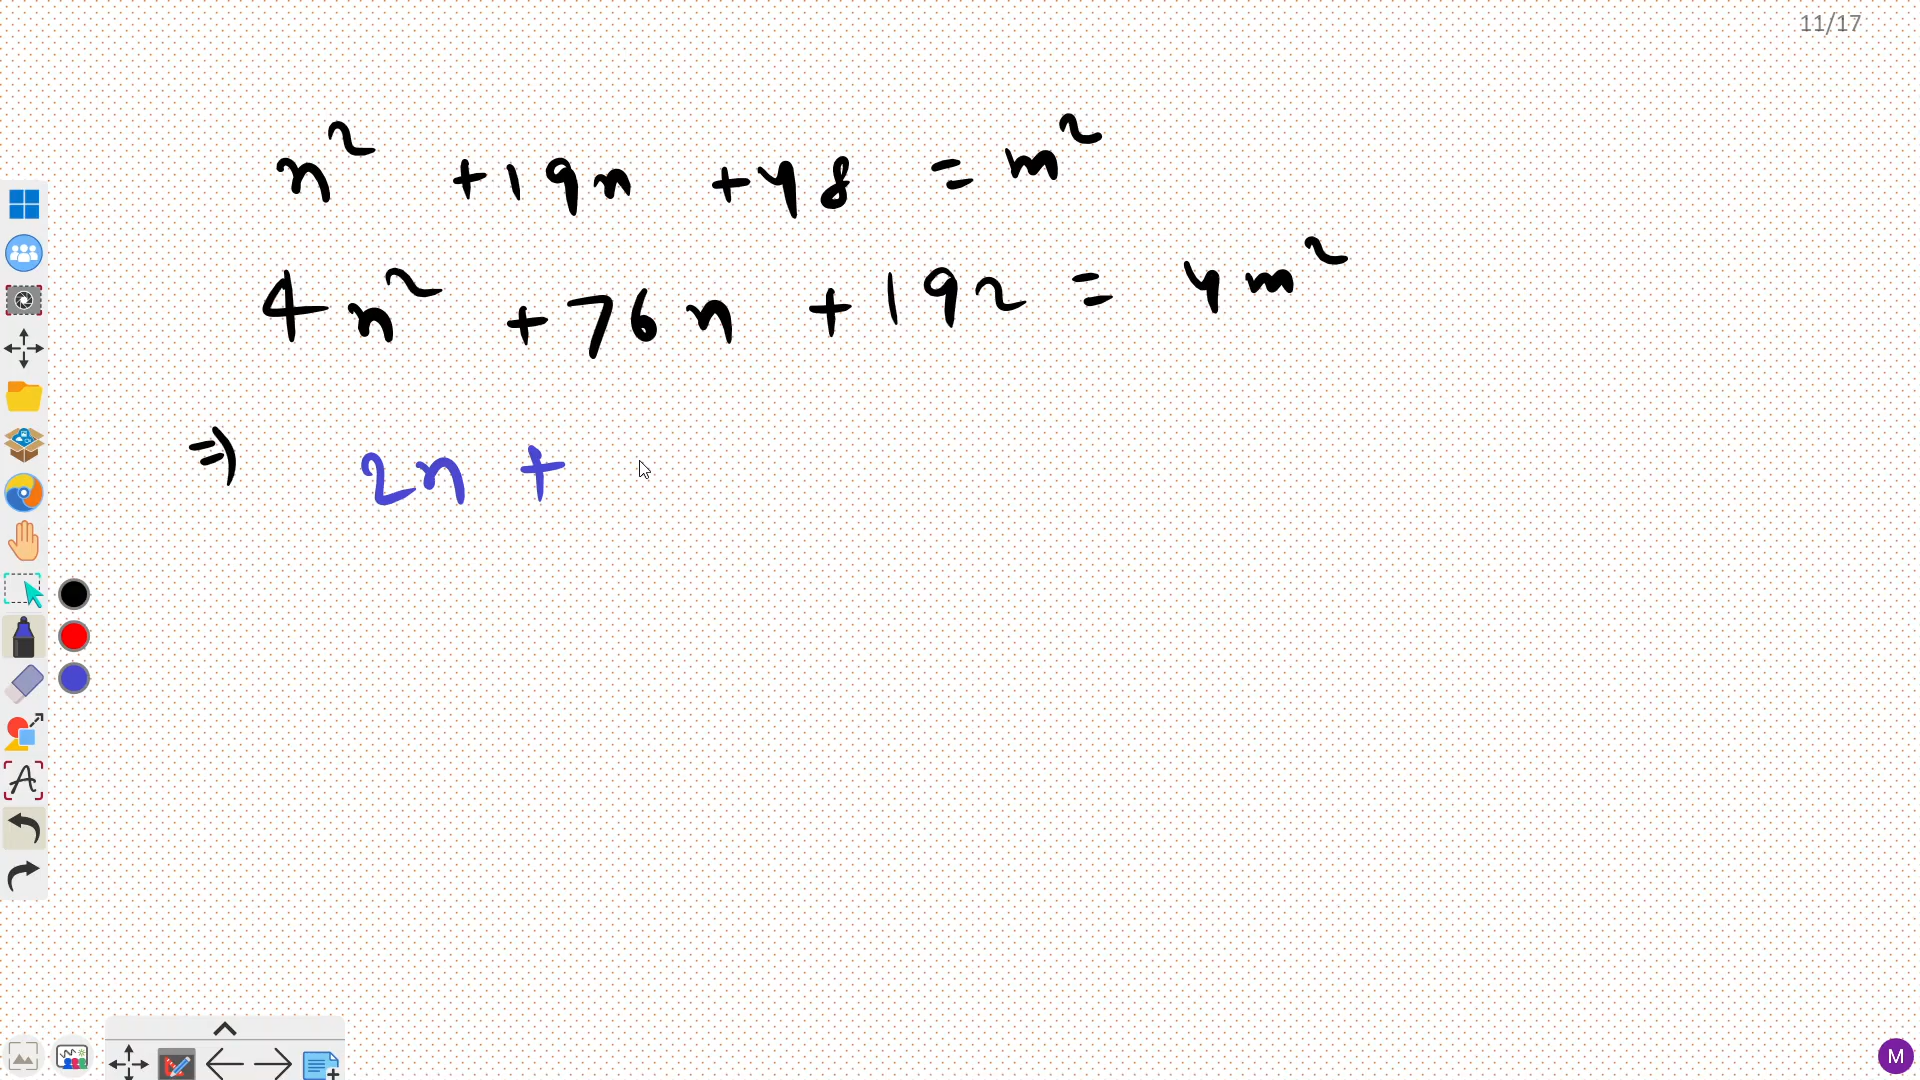 11/17
n² + 19n + 48 = m²
4n² + 76n + 192 = 4m²
⇒ 2n +
A
M